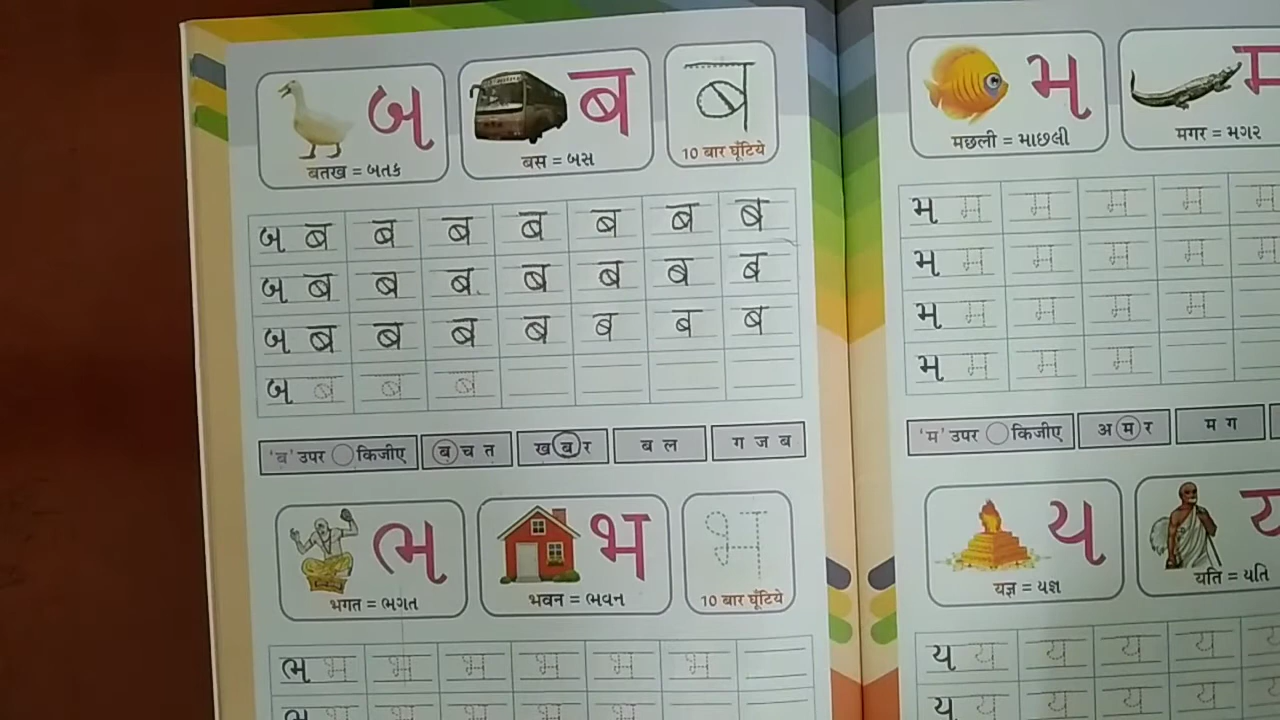 બ ब ब
बतख = બતક बस = બસ 10 बार घूँटिये
બ ब ब ब ब ब ब ब
બ ब ब ब ब ब ब ब
બ ब ब ब ब ब ब ब
બ ब ब ब
'ब' उपर किजीए ब च त ख ब र ब ल ग ज ब
ભ भ भ
भगत = ભગત भवन = ભવન 10 बार घूँटिये
ભ भ भ भ भ भ भ
મ म
मछली = માછલી मगर = મગર
મ म म म म म
મ म म म म म
મ म म म म
મ म म म
'म' उपर किजीए अ म र म ग
ય य
यज्ञ = યજ્ઞ यति = યતિ
ય य य य य
ય य य य य